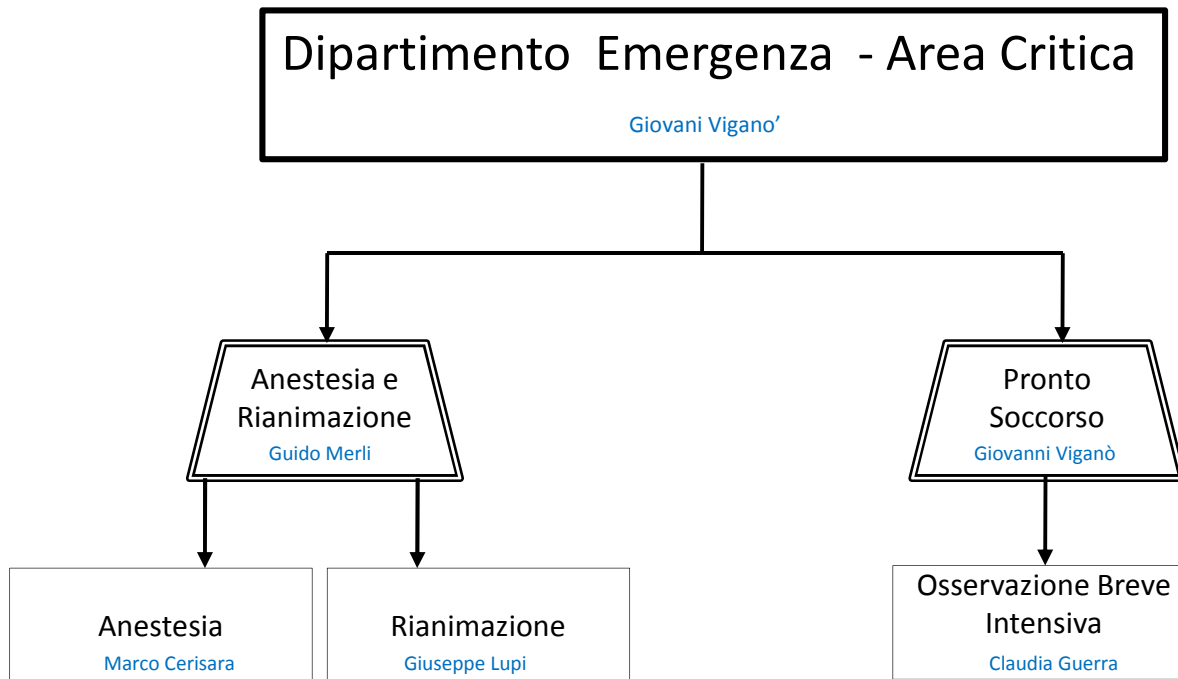 Dipartimento Emergenza - Area Critica
Giovani Vigano’
Anestesia e
Rianimazione
Guido Merli
Pronto
Soccorso
Giovanni Viganò
Anestesia
Marco Cerisara
Rianimazione
Giuseppe Lupi
Osservazione Breve
Intensiva
Claudia Guerra